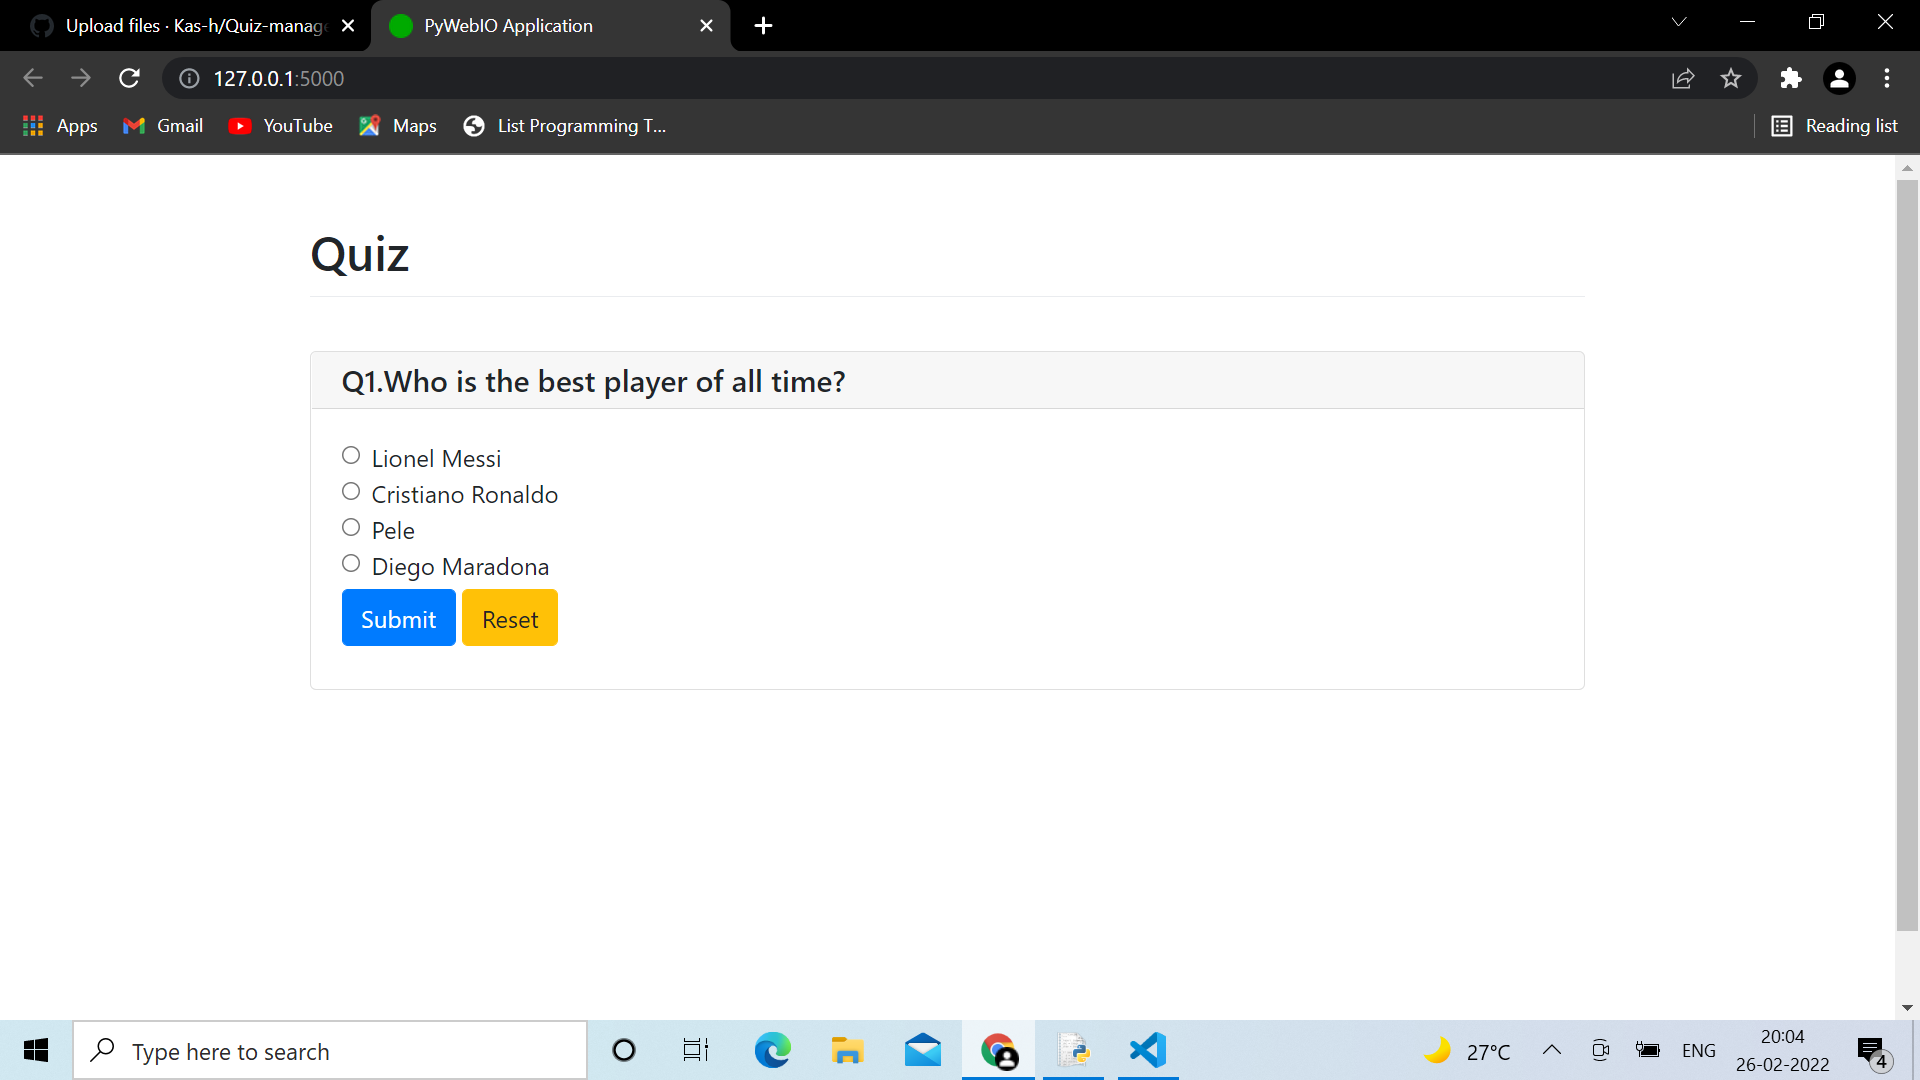 Upload files · Kas-h/Quiz-manage
PyWebIO Application
127.0.0.1:5000
Apps
Gmail
YouTube
Maps
List Programming T...
Reading list
Quiz
Q1.Who is the best player of all time?
Lionel Messi
Cristiano Ronaldo
Pele
Diego Maradona
Submit
Reset
Type here to search
27°C
ENG
20:04
26-02-2022
4